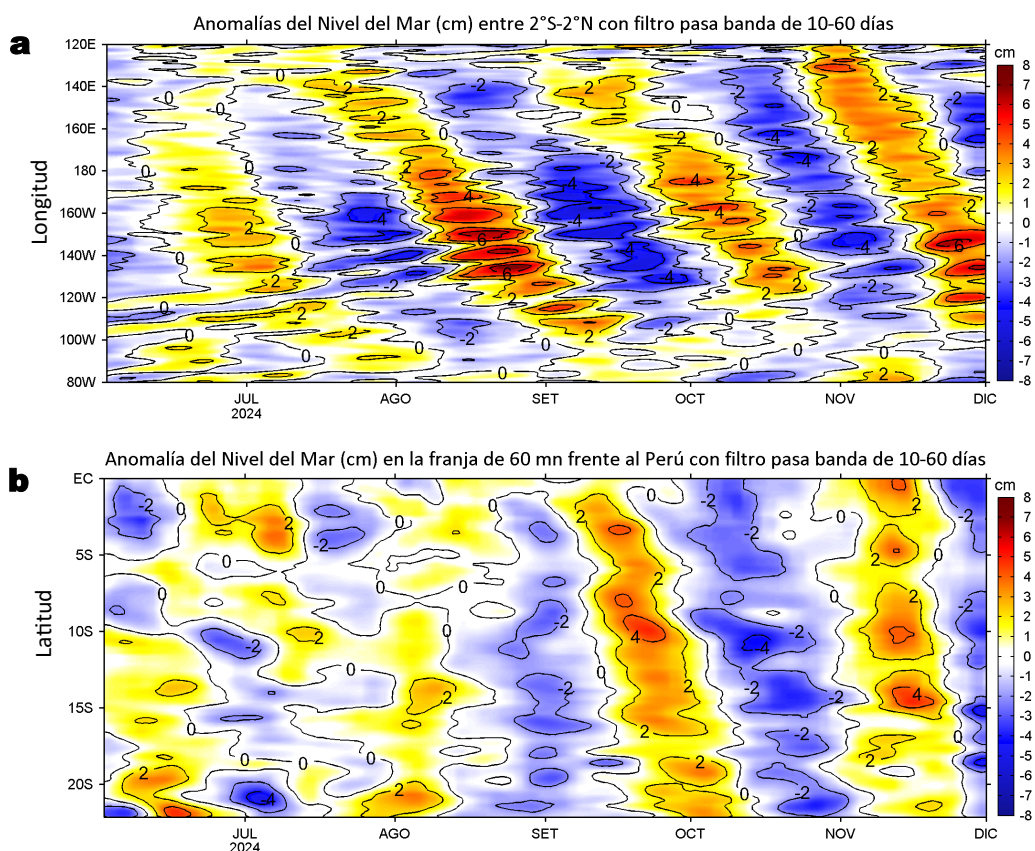 Anomalías del Nivel del Mar (cm) entre 2°S-2°N con filtro pasa banda de 10-60 días
a
120E
cm
140E
160E
180
160W
140W
120W
100W
80W
Longitud
8
7
6
5
4
3
2
1
0
-1
-2
-3
-4
-5
-6
-7
-8
JUL
AGO
SET
OCT
NOV
DIC
2024
Anomalía del Nivel del Mar (cm) en la franja de 60 mn frente al Perú con filtro pasa banda de 10-60 días
b
EC
cm
5S
10S
15S
20S
Latitud
8
7
6
5
4
3
2
1
0
-1
-2
-3
-4
-5
-6
-7
-8
JUL
AGO
SET
OCT
NOV
DIC
2024